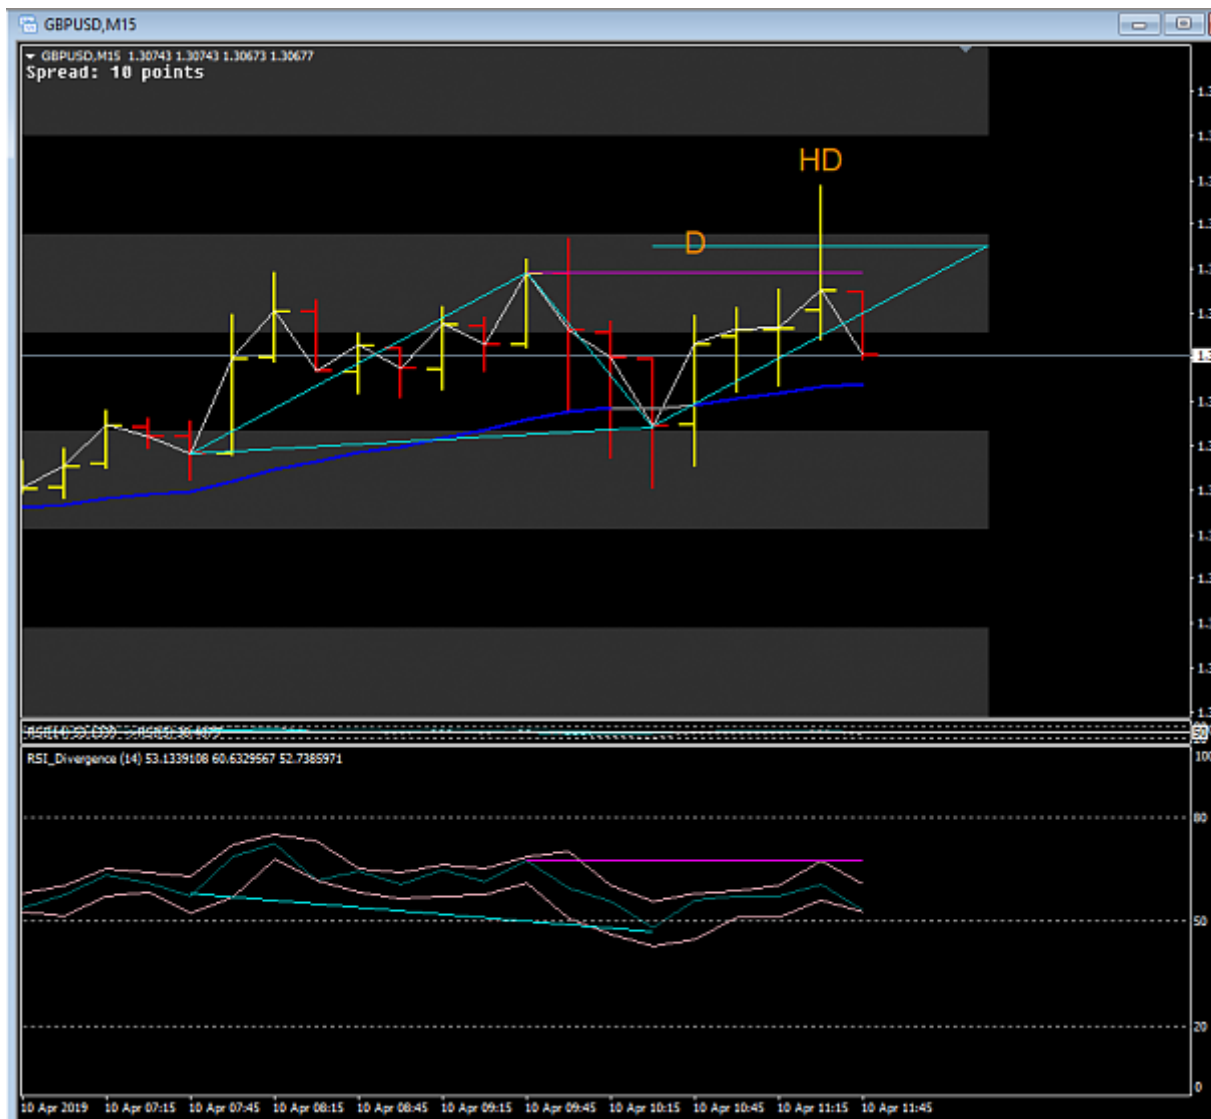 GBPUSD,M15
GBPUSD,M15 1.30743 1.30743 1.30673 1.30677
Spread: 10 points
HD
D
RSI_Divergence (14) 53.1339108 60.6329567 52.7385971
100
80
50
20
0
10 Apr 2019 10 Apr 07:15 10 Apr 07:45 10 Apr 08:15 10 Apr 08:45 10 Apr 09:15 10 Apr 09:45 10 Apr 10:15 10 Apr 10:45 10 Apr 11:15 10 Apr 11:45